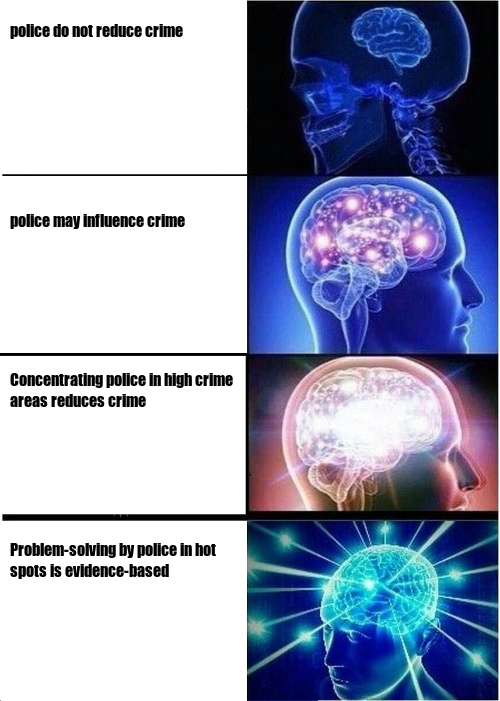 police do not reduce crime
police may influence crime
Concentrating police in high crime
areas reduces crime
Problem-solving by police in hot
spots is evidence-based